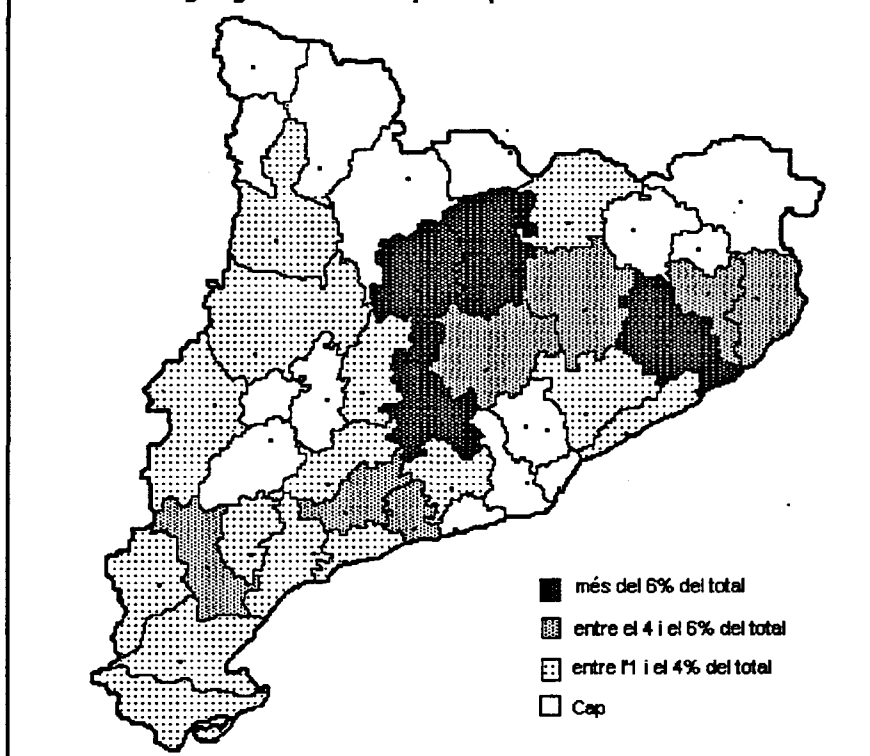 més del 6% del total
entre el 4 i el 6% del total
entre l'1 i el 4% del total
Cap